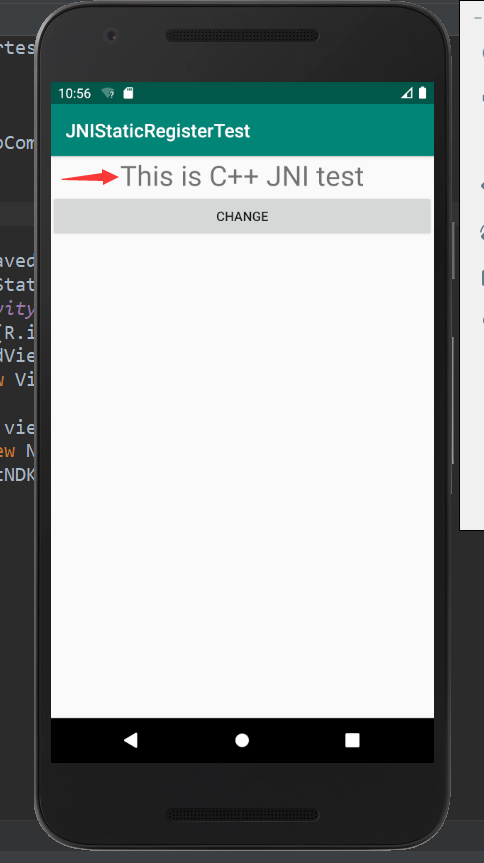 10:56
JNIStaticRegisterTest
This is C++ JNI test
CHANGE
rtes
oCom
aved
Stat
vity
(R.i
dVie
w Vi
vie
ew N
tNDK